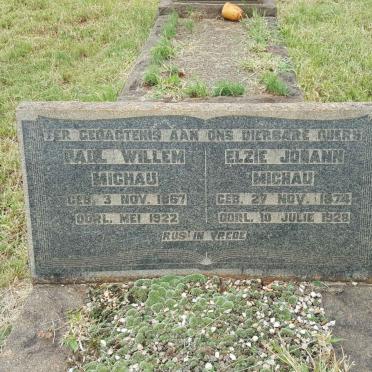 TER GEDAGTENIS AAN ONS DIERBARE OUERS
PAUL WILLEM
MICHAU
GEB. 3 NOV. 1867
OORL. MEI 1922
ELZIE JOHANN
MICHAU
GEB. 27 NOV. 1874
OORL. 10 JULIE 1928
RUS IN VREDE